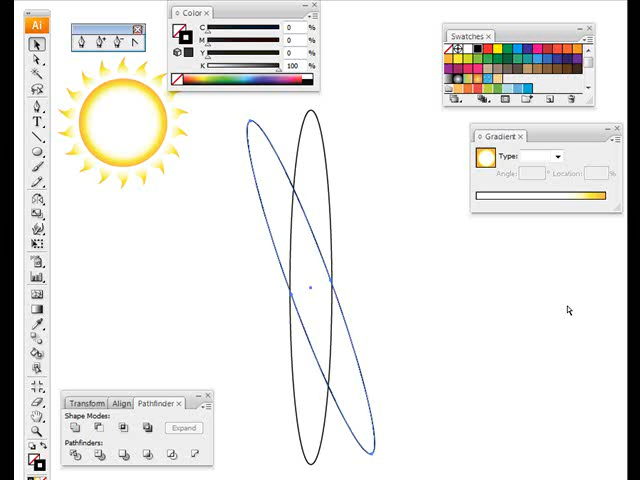 Ai
T
Color ×
C
0
%
M
0
%
Y
0
%
K
100
%
Swatches ×
Gradient ×
Type:
Angle:
°
Location:
%
Transform
Align
Pathfinder ×
Shape Modes:
Expand
Pathfinders: